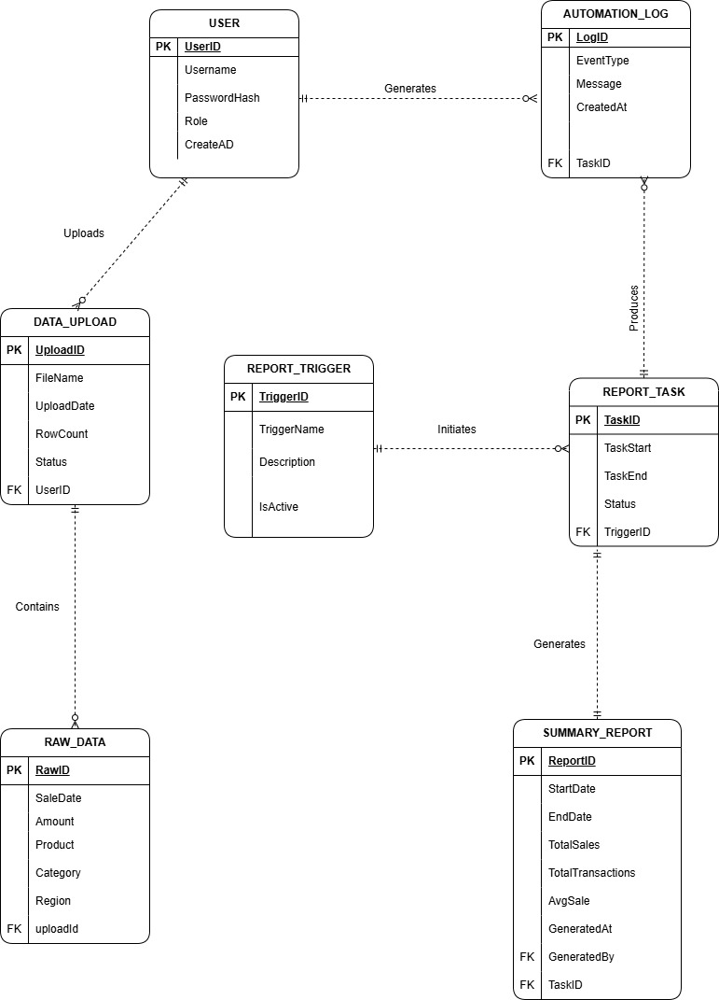 USER
PK UserID
Username
PasswordHash
Role
CreateAD
Generates
AUTOMATION_LOG
PK LogID
EventType
Message
CreatedAt
FK TaskID
Uploads
Produces
DATA_UPLOAD
PK UploadID
FileName
UploadDate
RowCount
Status
FK UserID
REPORT_TRIGGER
PK TriggerID
TriggerName
Description
IsActive
Initiates
REPORT_TASK
PK TaskID
TaskStart
TaskEnd
Status
FK TriggerID
Contains
Generates
RAW_DATA
PK RawID
SaleDate
Amount
Product
Category
Region
FK uploadId
SUMMARY_REPORT
PK ReportID
StartDate
EndDate
TotalSales
TotalTransactions
AvgSale
GeneratedAt
FK GeneratedBy
FK TaskID